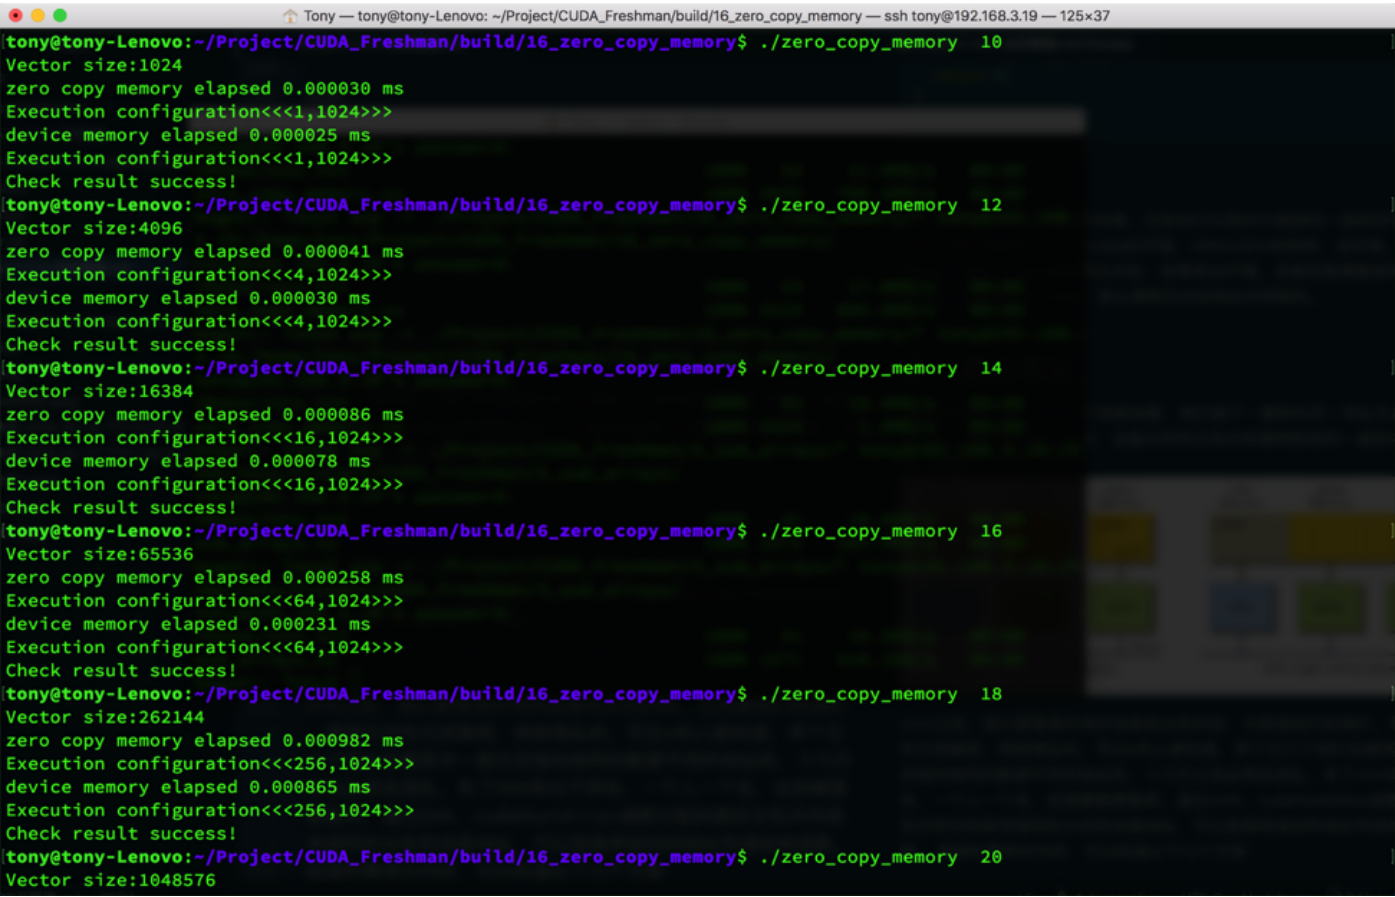 Tony — tony@tony-Lenovo: ~/Project/CUDA_Freshman/build/16_zero_copy_memory — ssh tony@192.168.3.19 — 125×37
[tony@tony-Lenovo:~/Project/CUDA_Freshman/build/16_zero_copy_memory$ ./zero_copy_memory  10 ]
Vector size:1024
zero copy memory elapsed 0.000030 ms
Execution configuration<<<1,1024>>>
device memory elapsed 0.000025 ms
Execution configuration<<<1,1024>>>
Check result success!
[tony@tony-Lenovo:~/Project/CUDA_Freshman/build/16_zero_copy_memory$ ./zero_copy_memory  12 ]
Vector size:4096
zero copy memory elapsed 0.000041 ms
Execution configuration<<<4,1024>>>
device memory elapsed 0.000030 ms
Execution configuration<<<4,1024>>>
Check result success!
[tony@tony-Lenovo:~/Project/CUDA_Freshman/build/16_zero_copy_memory$ ./zero_copy_memory  14 ]
Vector size:16384
zero copy memory elapsed 0.000086 ms
Execution configuration<<<16,1024>>>
device memory elapsed 0.000078 ms
Execution configuration<<<16,1024>>>
Check result success!
[tony@tony-Lenovo:~/Project/CUDA_Freshman/build/16_zero_copy_memory$ ./zero_copy_memory  16 ]
Vector size:65536
zero copy memory elapsed 0.000258 ms
Execution configuration<<<64,1024>>>
device memory elapsed 0.000231 ms
Execution configuration<<<64,1024>>>
Check result success!
[tony@tony-Lenovo:~/Project/CUDA_Freshman/build/16_zero_copy_memory$ ./zero_copy_memory  18 ]
Vector size:262144
zero copy memory elapsed 0.000982 ms
Execution configuration<<<256,1024>>>
device memory elapsed 0.000865 ms
Execution configuration<<<256,1024>>>
Check result success!
[tony@tony-Lenovo:~/Project/CUDA_Freshman/build/16_zero_copy_memory$ ./zero_copy_memory  20 ]
Vector size:1048576